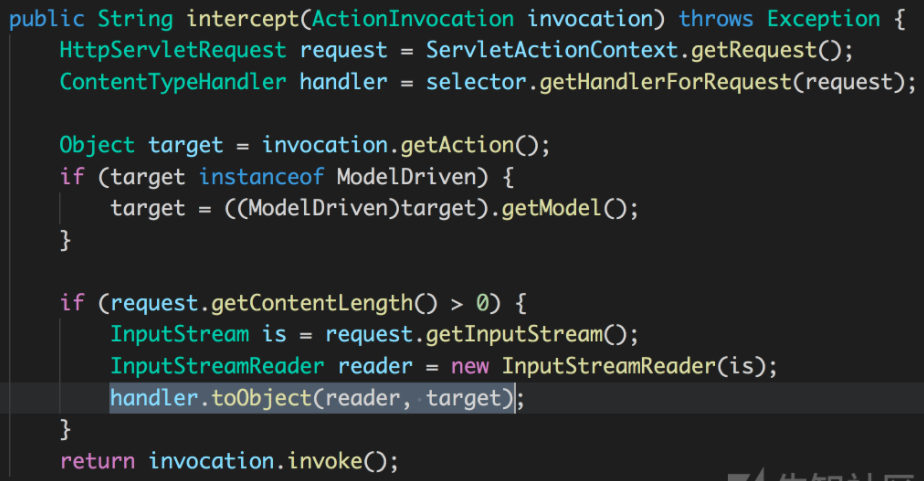 public String intercept(ActionInvocation invocation) throws Exception {
HttpServletRequest request = ServletActionContext.getRequest();
ContentTypeHandler handler = selector.getHandlerForRequest(request);
Object target = invocation.getAction();
if (target instanceof ModelDriven) {
target = ((ModelDriven)target).getModel();
}
if (request.getContentLength() > 0) {
InputStream is = request.getInputStream();
InputStreamReader reader = new InputStreamReader(is);
handler.toObject(reader, target);
}
return invocation.invoke();